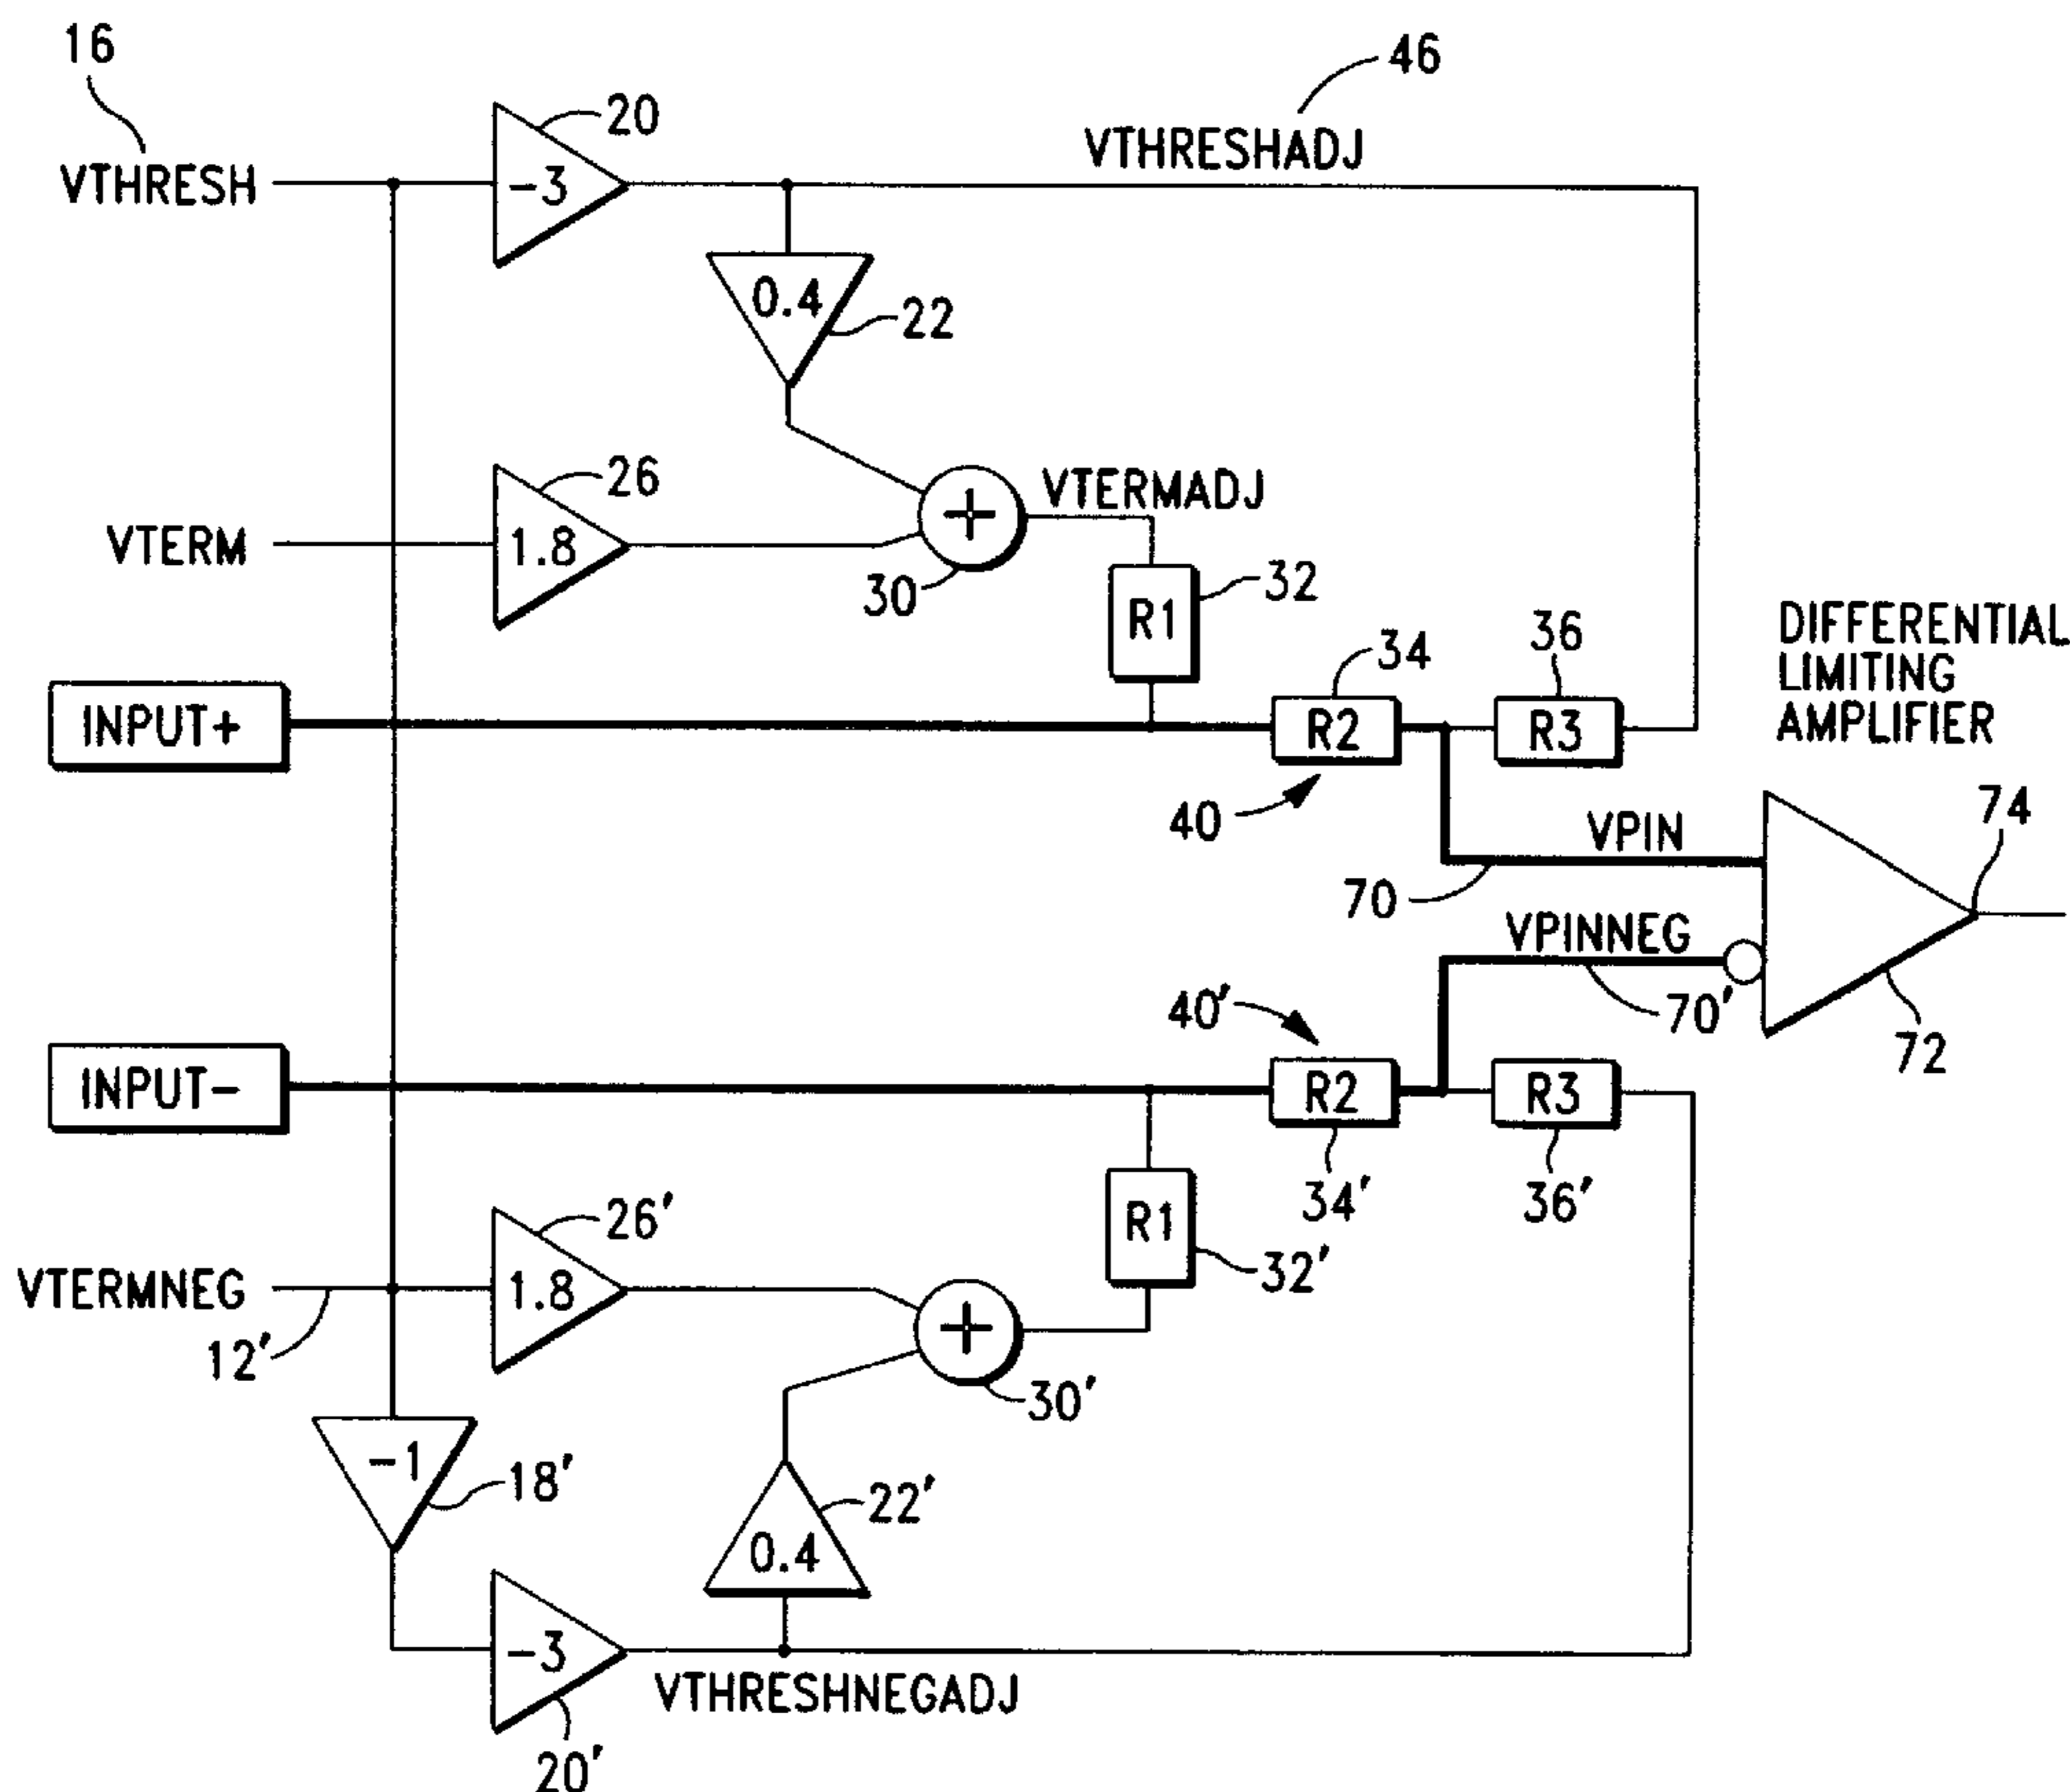 16
46
20
VTHRESHADJ
VTHRESH
-3
0.4
22
26
VTERMADJ
VTERM
1.8
+
30
32
R1
DIFFERENTIAL
LIMITING
AMPLIFIER
34
36
INPUT+
R2
R3
40
74
VPIN
70
VPINNEG
70'
40'
72
INPUT-
R2
R3
34'
36'
26'
R1
32'
VTERMNEG
1.8
+
12'
30'
-1
18'
22'
0.4
-3
VTHRESHNEGADJ
20'